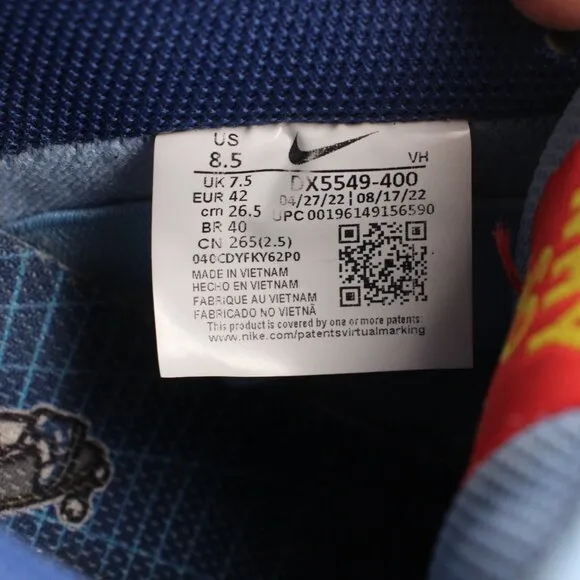 US
8.5
VH
UK 7.5
DX5549-400
EUR 42
04/27/22 | 08/17/22
cm 26.5
UPC 00196149156590
BR 40
CN 265(2.5)
040CDYFKY62P0
MADE IN VIETNAM
HECHO EN VIETNAM
FABRIQUE AU VIETNAM
FABRICADO NO VIETNÃ
This product is covered by one or more patents:
www.nike.com/patentsvirtualmarking